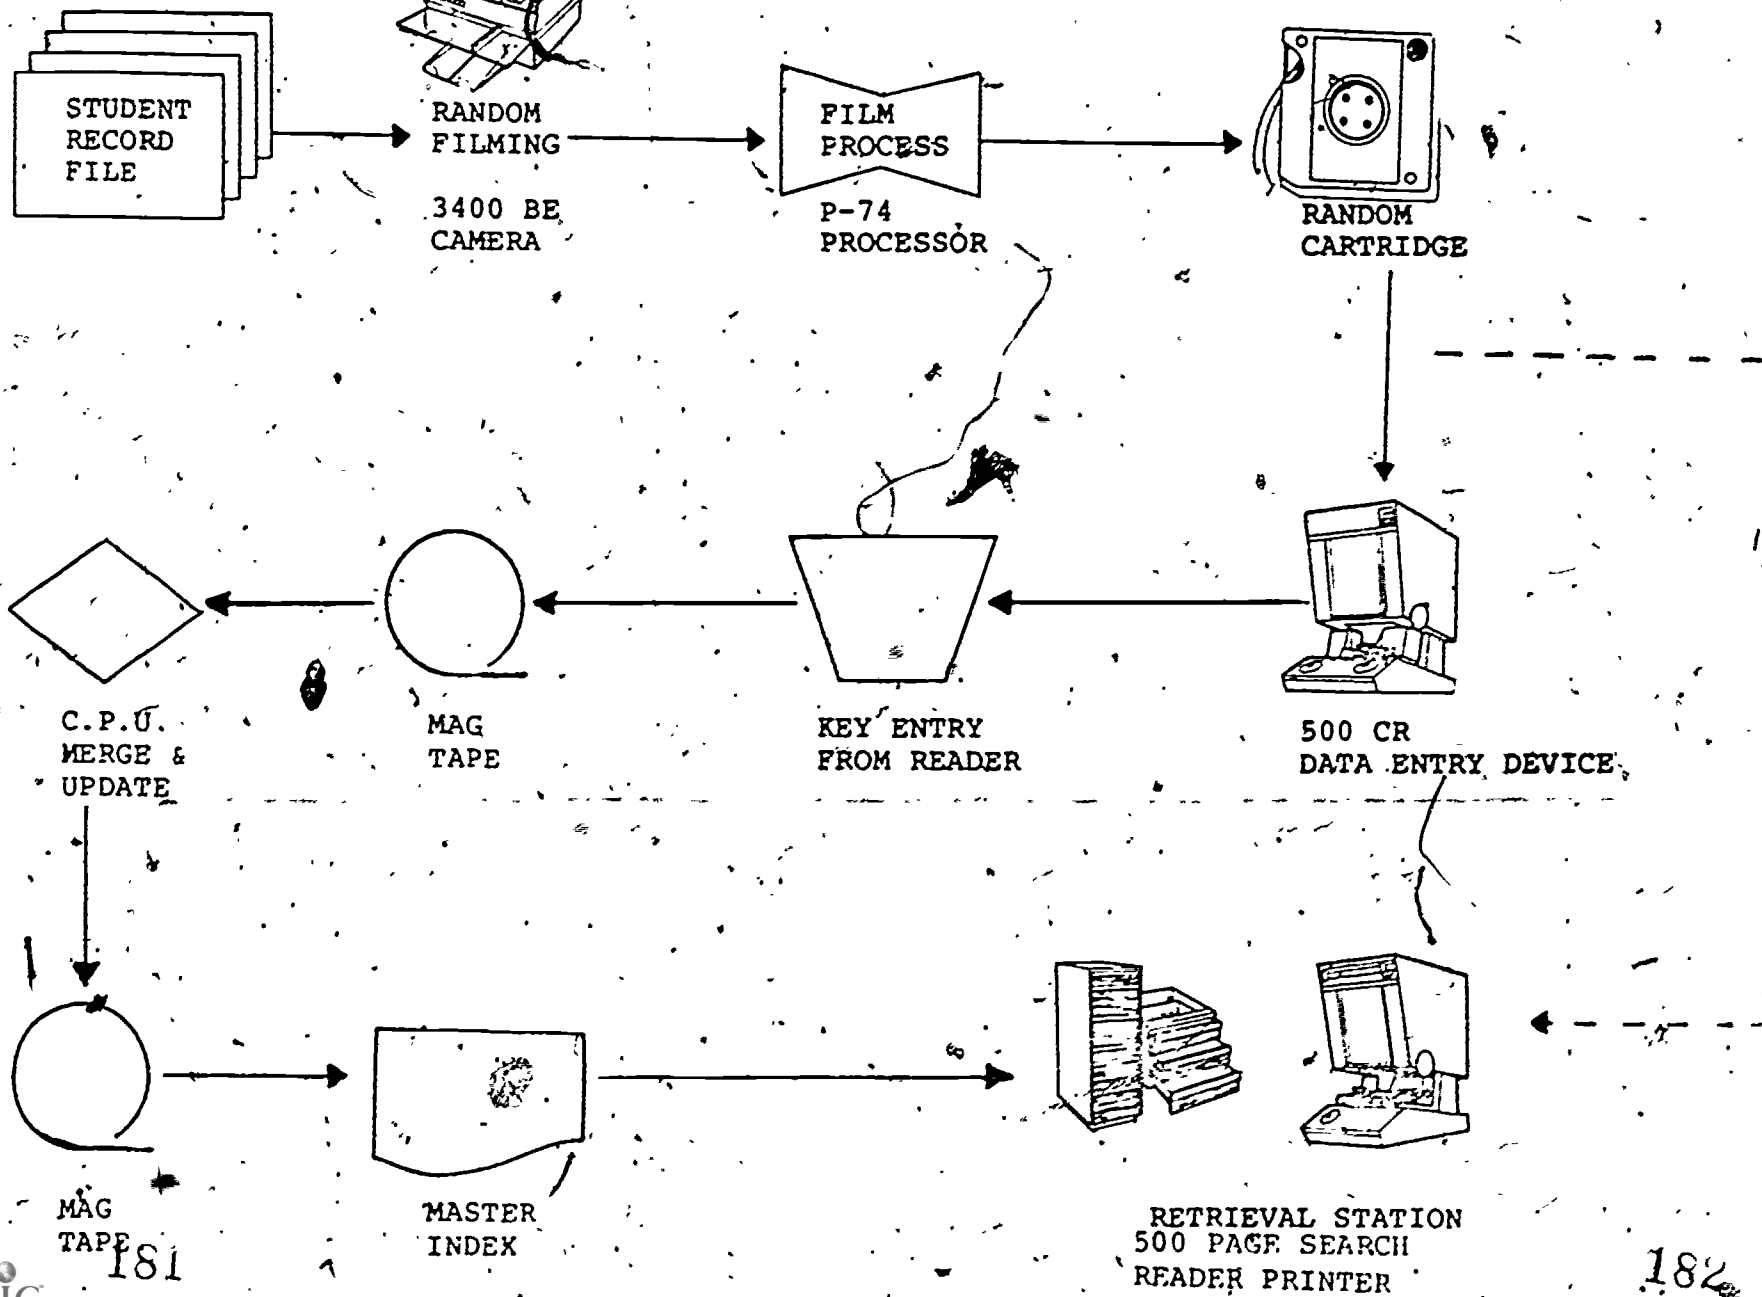 STUDENT
RECORD
FILE
RANDOM
FILMING
3400 BE
CAMERA
FILM
PROCESS
P-74
PROCESSOR
RANDOM
CARTRIDGE
C.P.U.
MERGE &
UPDATE
MAG
TAPE
KEY ENTRY
FROM READER
500 CR
DATA ENTRY DEVICE
MAG
TAPE
MASTER
INDEX
RETRIEVAL STATION
500 PAGE SEARCH
READER PRINTER
181
182